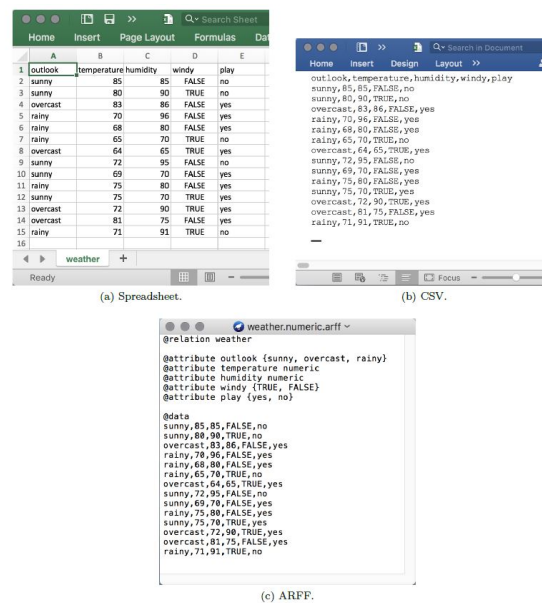 Search Sheet
Home Insert Page Layout Formulas Dat
A B C D E
1 outlook temperature humidity windy play
2 sunny 85 85 FALSE no
3 sunny 80 90 TRUE no
4 overcast 83 86 FALSE yes
5 rainy 70 96 FALSE yes
6 rainy 68 80 FALSE yes
7 rainy 65 70 TRUE no
8 overcast 64 65 TRUE yes
9 sunny 72 95 FALSE no
10 sunny 69 70 FALSE yes
11 rainy 75 80 FALSE yes
12 sunny 75 70 TRUE yes
13 overcast 72 90 TRUE yes
14 overcast 81 75 FALSE yes
15 rainy 71 91 TRUE no
16
weather +
Ready
(a) Spreadsheet.
Search in Document
Home Insert Design Layout >>
outlook,temperature,humidity,windy,play
sunny,85,85,FALSE,no
sunny,80,90,TRUE,no
overcast,83,86,FALSE,yes
rainy,70,96,FALSE,yes
rainy,68,80,FALSE,yes
rainy,65,70,TRUE,no
overcast,64,65,TRUE,yes
sunny,72,95,FALSE,no
sunny,69,70,FALSE,yes
rainy,75,80,FALSE,yes
sunny,75,70,TRUE,yes
overcast,72,90,TRUE,yes
overcast,81,75,FALSE,yes
rainy,71,91,TRUE,no
Focus
(b) CSV.
weather.numeric.arff
@relation weather
@attribute outlook {sunny, overcast, rainy}
@attribute temperature numeric
@attribute humidity numeric
@attribute windy {TRUE, FALSE}
@attribute play {yes, no}
@data
sunny,85,85,FALSE,no
sunny,80,90,TRUE,no
overcast,83,86,FALSE,yes
rainy,70,96,FALSE,yes
rainy,68,80,FALSE,yes
rainy,65,70,TRUE,no
overcast,64,65,TRUE,yes
sunny,72,95,FALSE,no
sunny,69,70,FALSE,yes
rainy,75,80,FALSE,yes
sunny,75,70,TRUE,yes
overcast,72,90,TRUE,yes
overcast,81,75,FALSE,yes
rainy,71,91,TRUE,no
(c) ARFF.